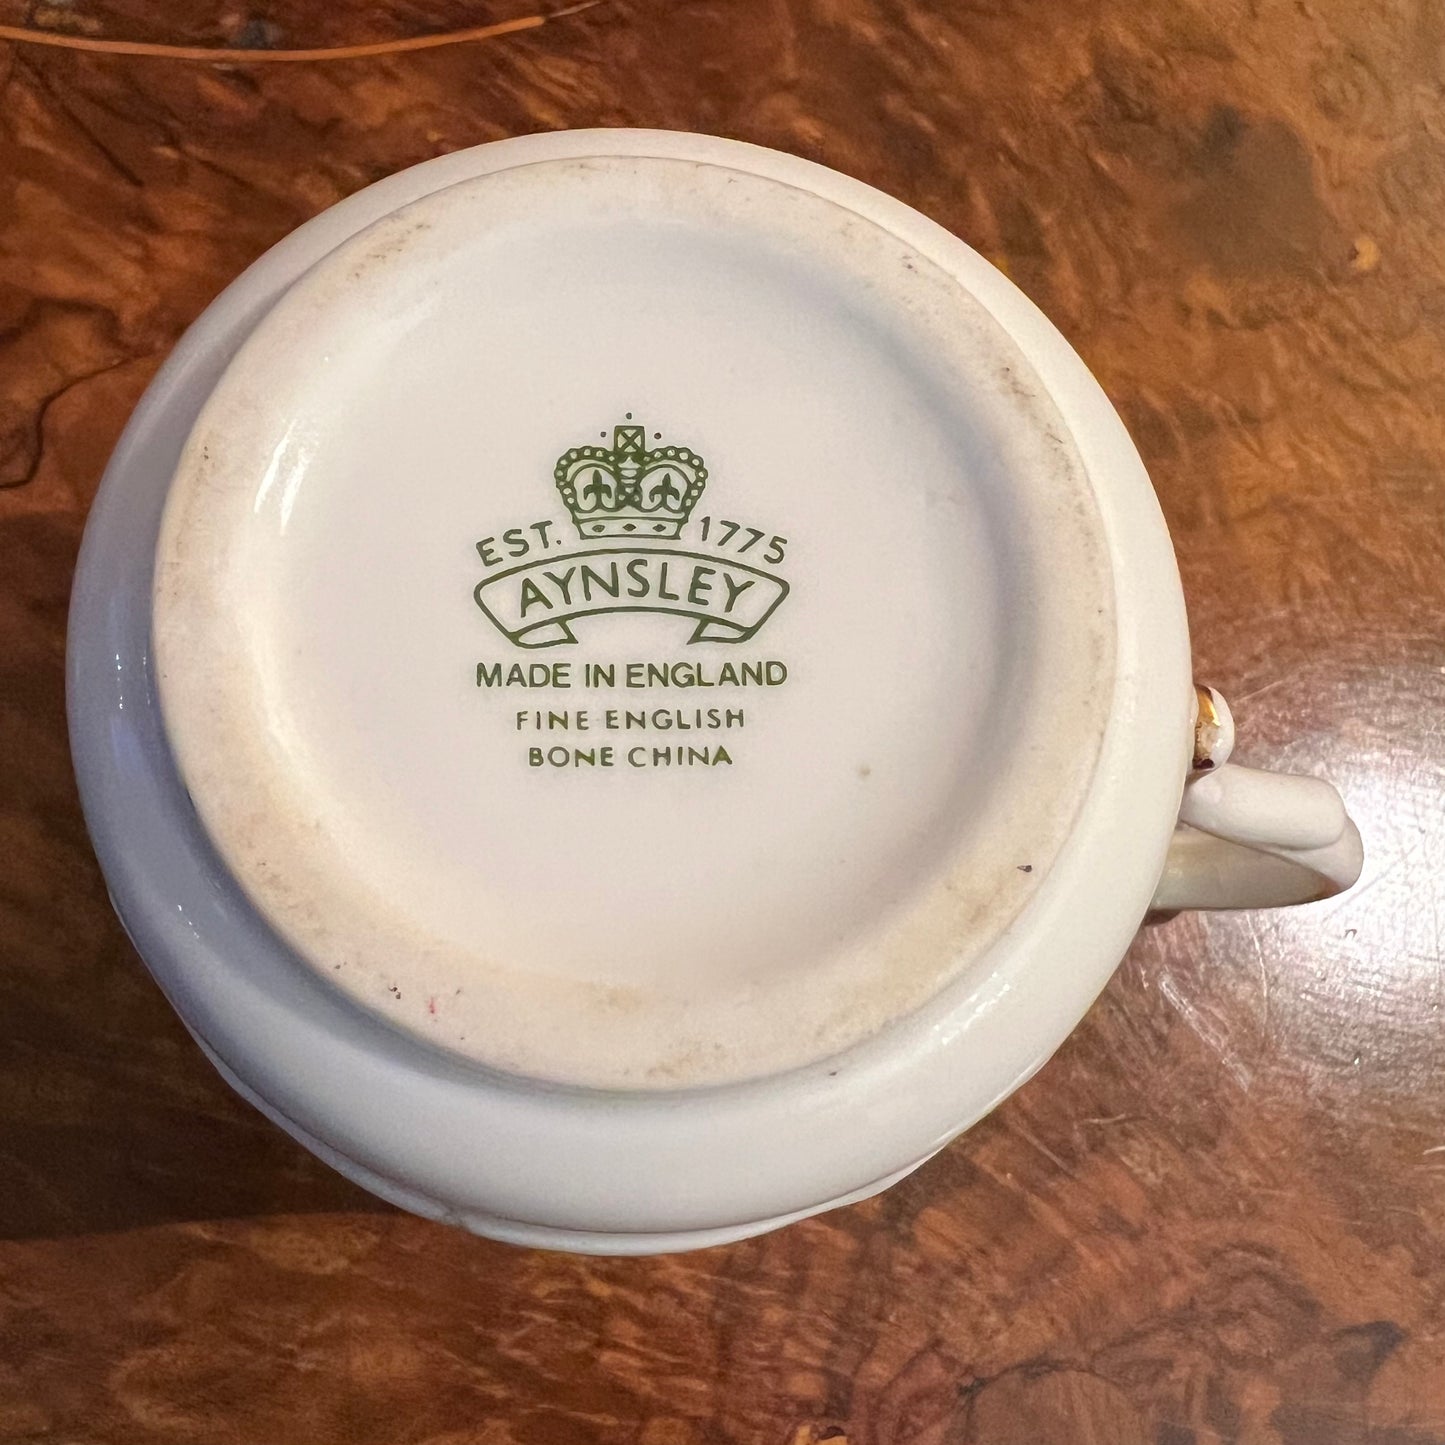 EST. 1775
AYNSLEY
MADE IN ENGLAND
FINE ENGLISH
BONE CHINA